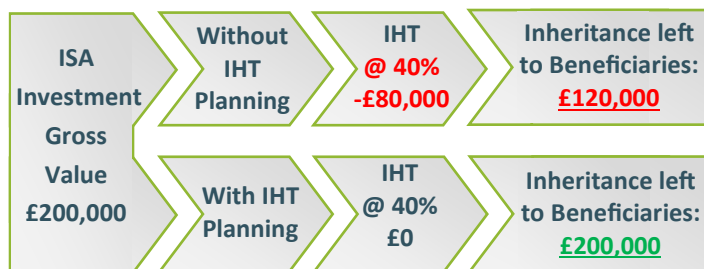 ISA
Investment
Gross
Value
£200,000
Without
IHT
Planning
IHT
@ 40%
-£80,000
Inheritance left
to Beneficiaries:
£120,000
With IHT
Planning
IHT
@ 40%
£0
Inheritance left
to Beneficiaries:
£200,000